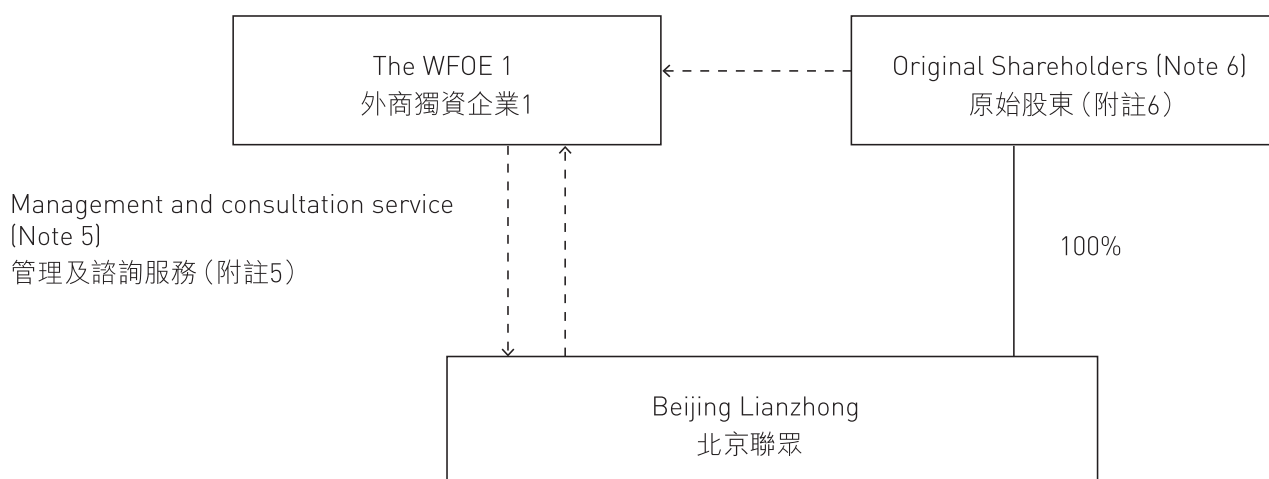 The WFOE 1
外商獨資企業1
Original Shareholders (Note 6)
原始股東（附註6）
Management and consultation service
(Note 5)
管理及諮詢服務（附註5）
100%
Beijing Lianzhong
北京聯眾